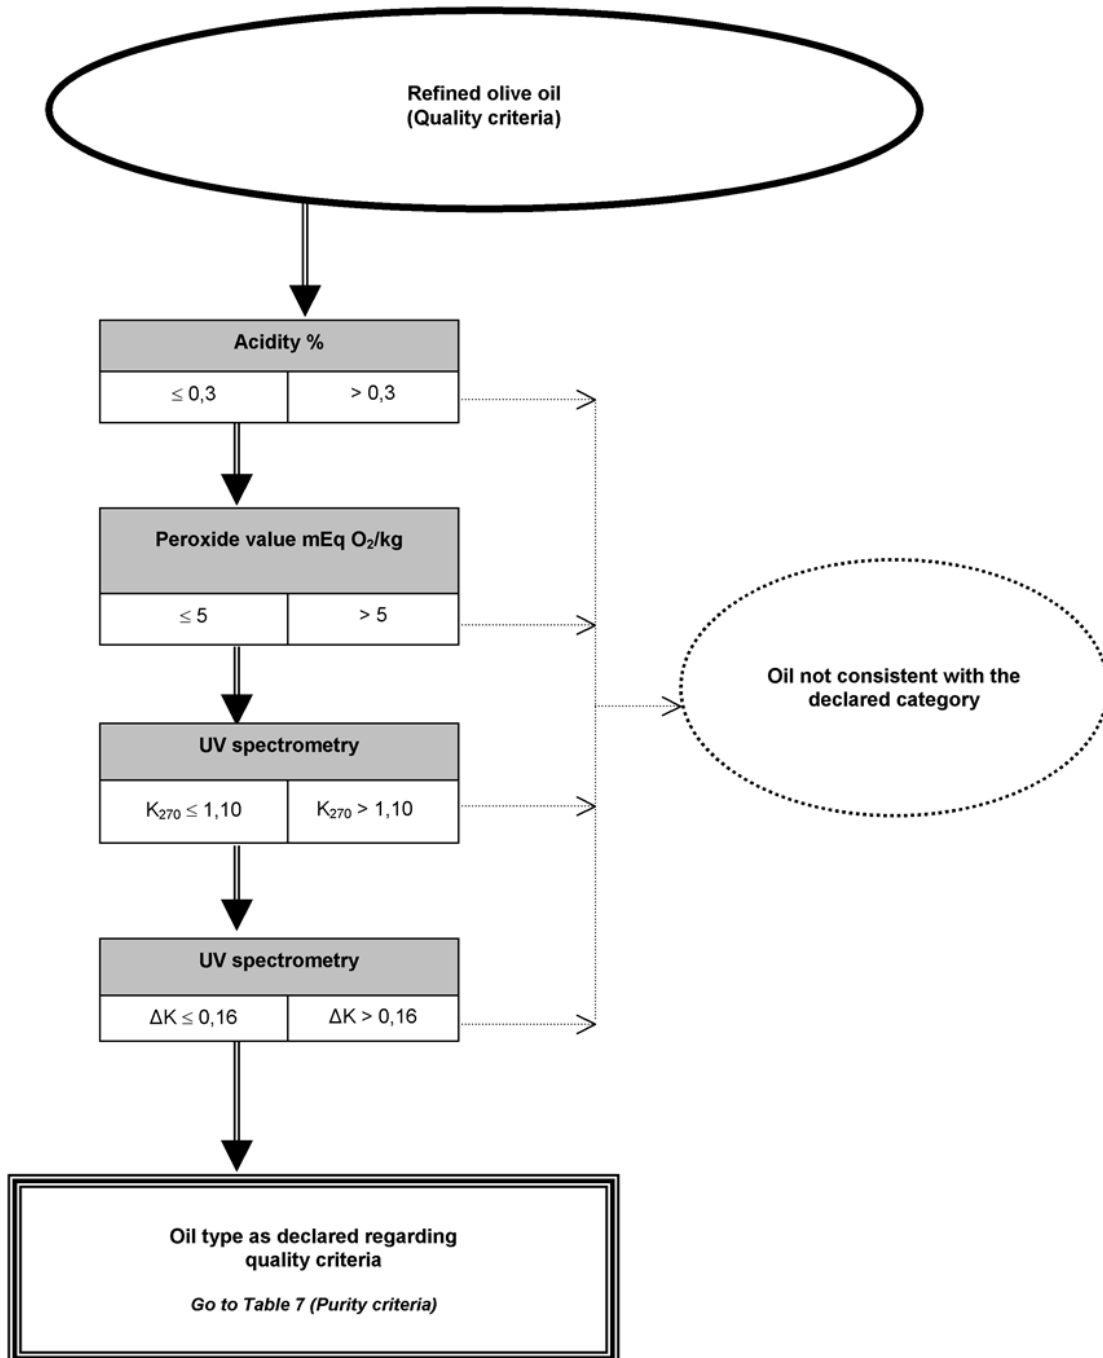 Refined olive oil
(Quality criteria)
Acidity %
≤ 0,3
> 0,3
Peroxide value mEq O₂/kg
≤ 5
> 5
Oil not consistent with the
declared category
UV spectrometry
K₂₇₀ ≤ 1,10
K₂₇₀ > 1,10
UV spectrometry
ΔK ≤ 0,16
ΔK > 0,16
Oil type as declared regarding
quality criteria
Go to Table 7 (Purity criteria)